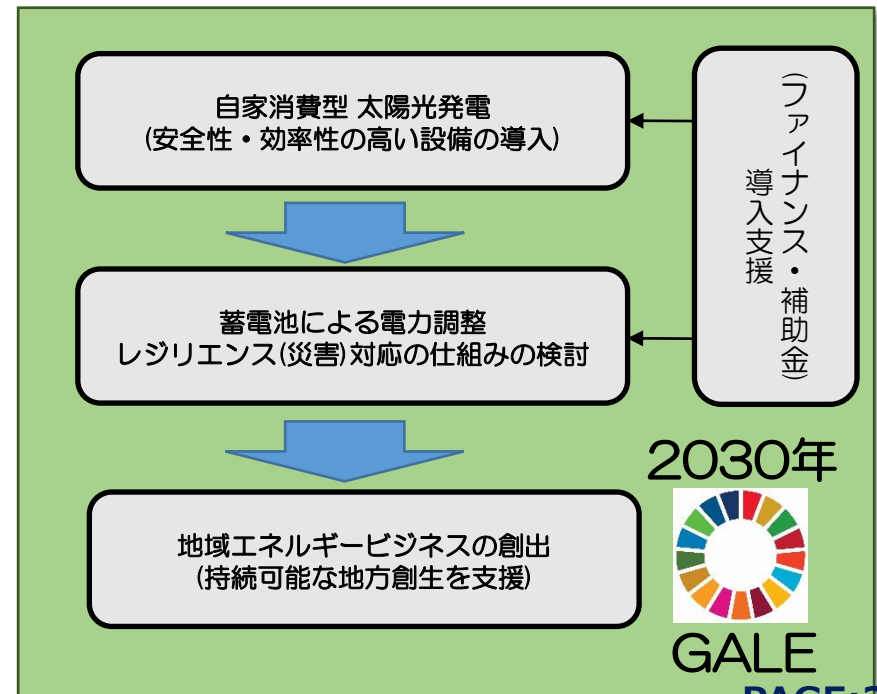 自家消費型 太陽光発電
(安全性・効率性の高い設備の導入)
(ファイナンス・補助金)
導入支援
蓄電池による電力調整
レジリエンス(災害)対応の仕組みの検討
地域エネルギービジネスの創出
(持続可能な地方創生を支援)
2030年
GALE